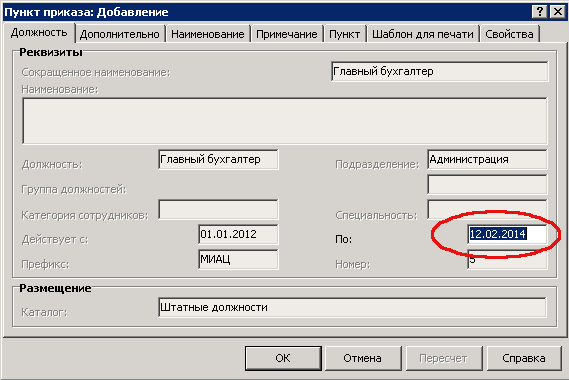 Пункт приказа: Добавление
Должность Дополнительно Наименование Примечание Пункт Шаблон для печати Свойства
Реквизиты
Сокращенное наименование: Главный бухгалтер
Наименование:
Должность: Главный бухгалтер Подразделение: Администрация
Группа должностей:
Категория сотрудников: Специальность:
Действует с: 01.01.2012 По: 12.02.2014
Префикс: МИАЦ Номер: 5
Размещение
Каталог: Штатные должности
ОК Отмена Пересчет Справка